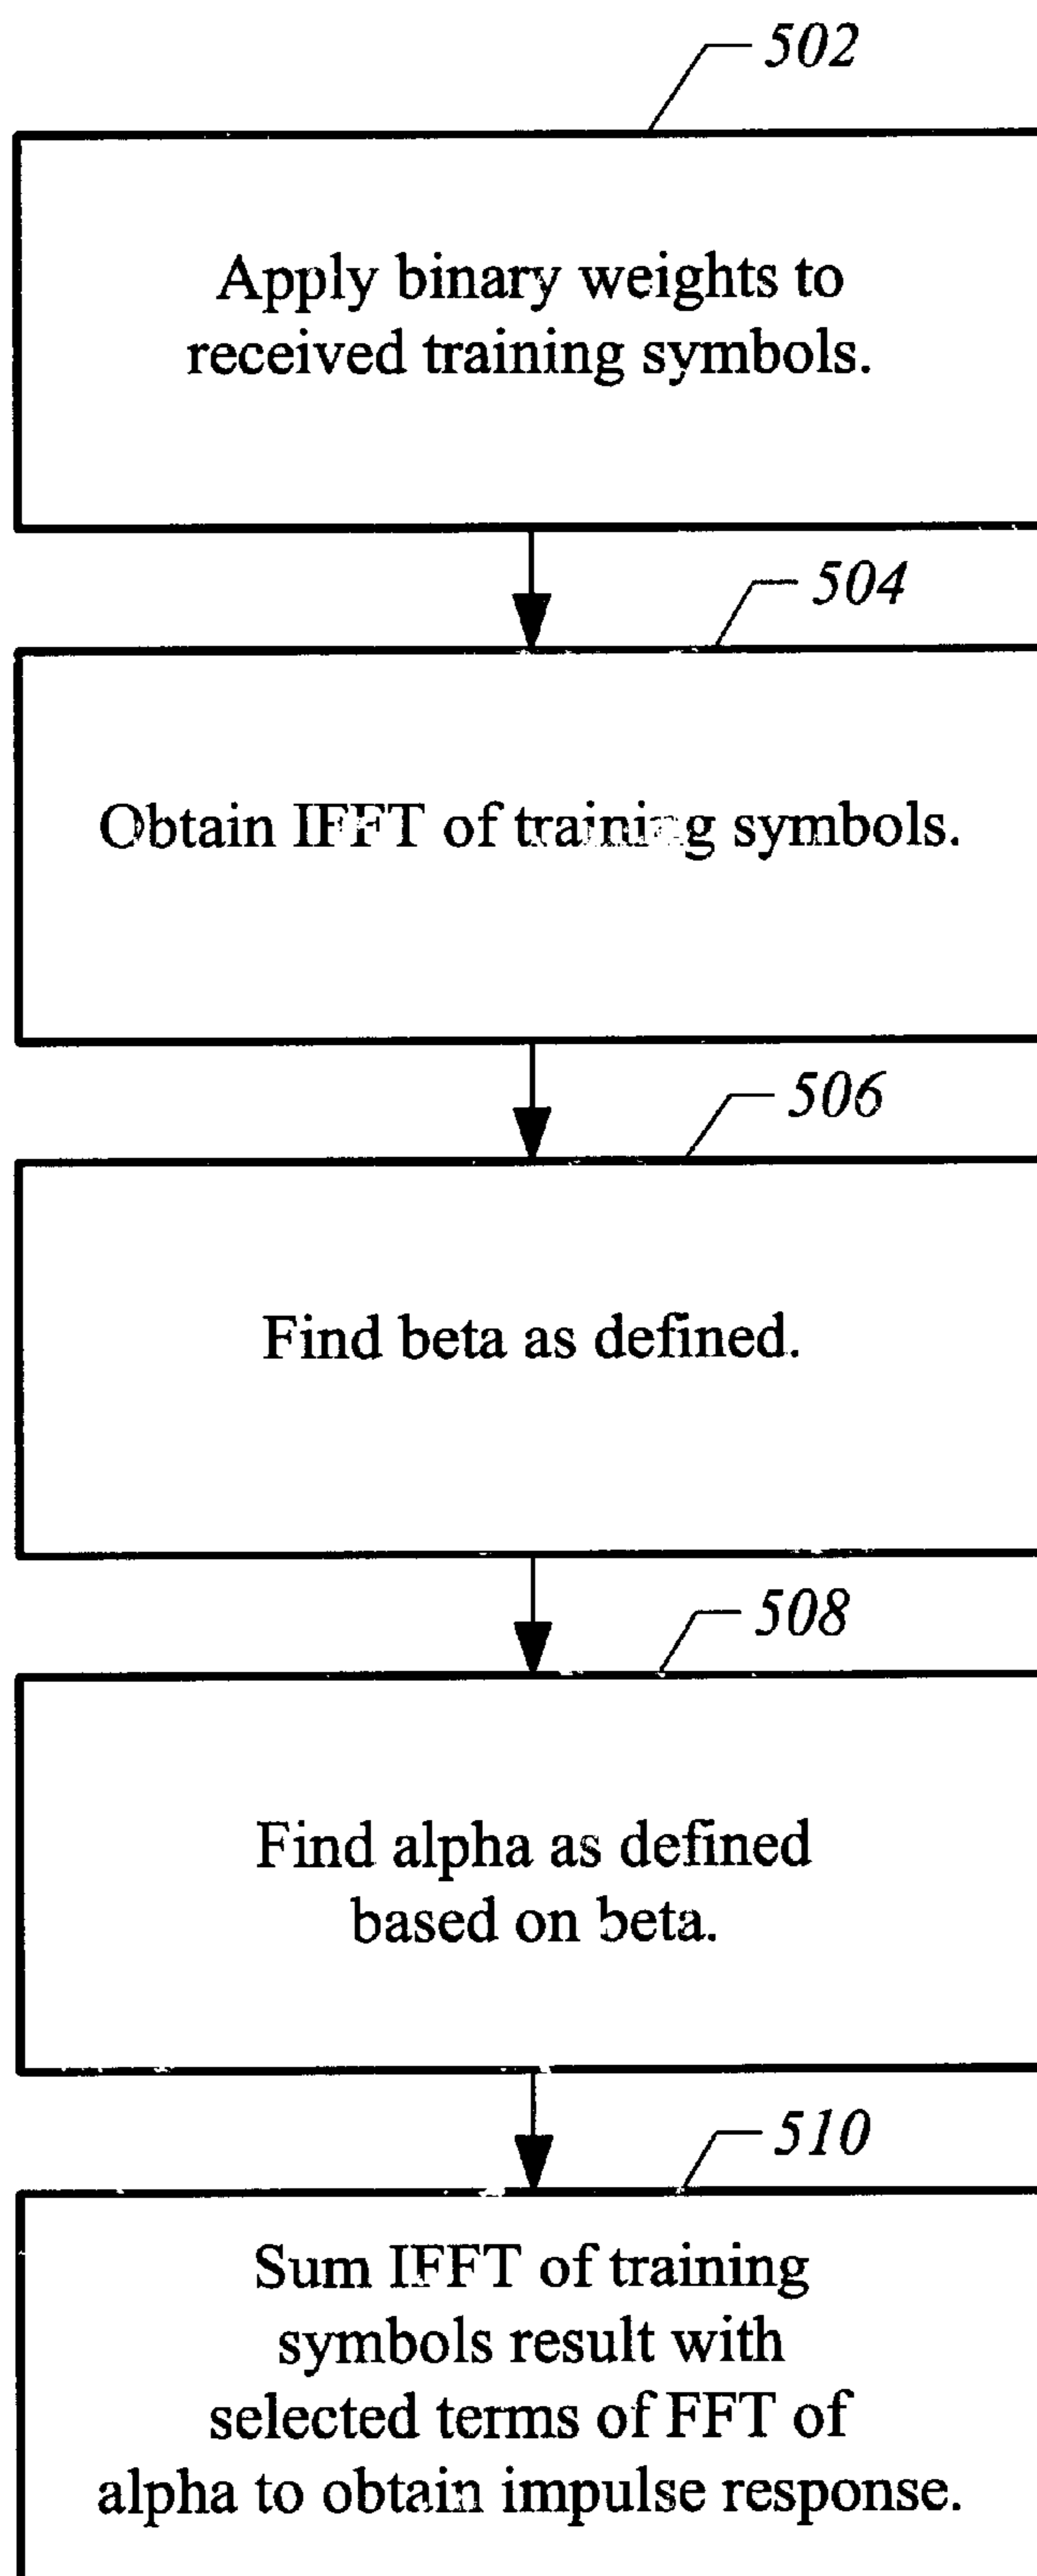 502
Apply binary weights to
received training symbols.
504
Obtain IFFT of training symbols.
506
Find beta as defined.
508
Find alpha as defined
based on beta.
510
Sum IFFT of training
symbols result with
selected terms of FFT of
alpha to obtain impulse response.